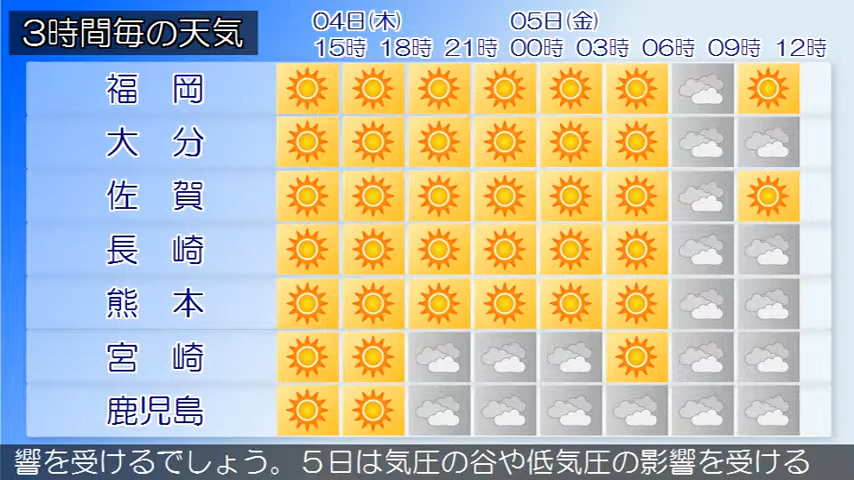 3時間毎の天気
04日(木) 05日(金)
15時 18時 21時 00時 03時 06時 09時 12時
福岡
大分
佐賀
長崎
熊本
宮崎
鹿児島
響を受けるでしょう。５日は気圧の谷や低気圧の影響を受ける